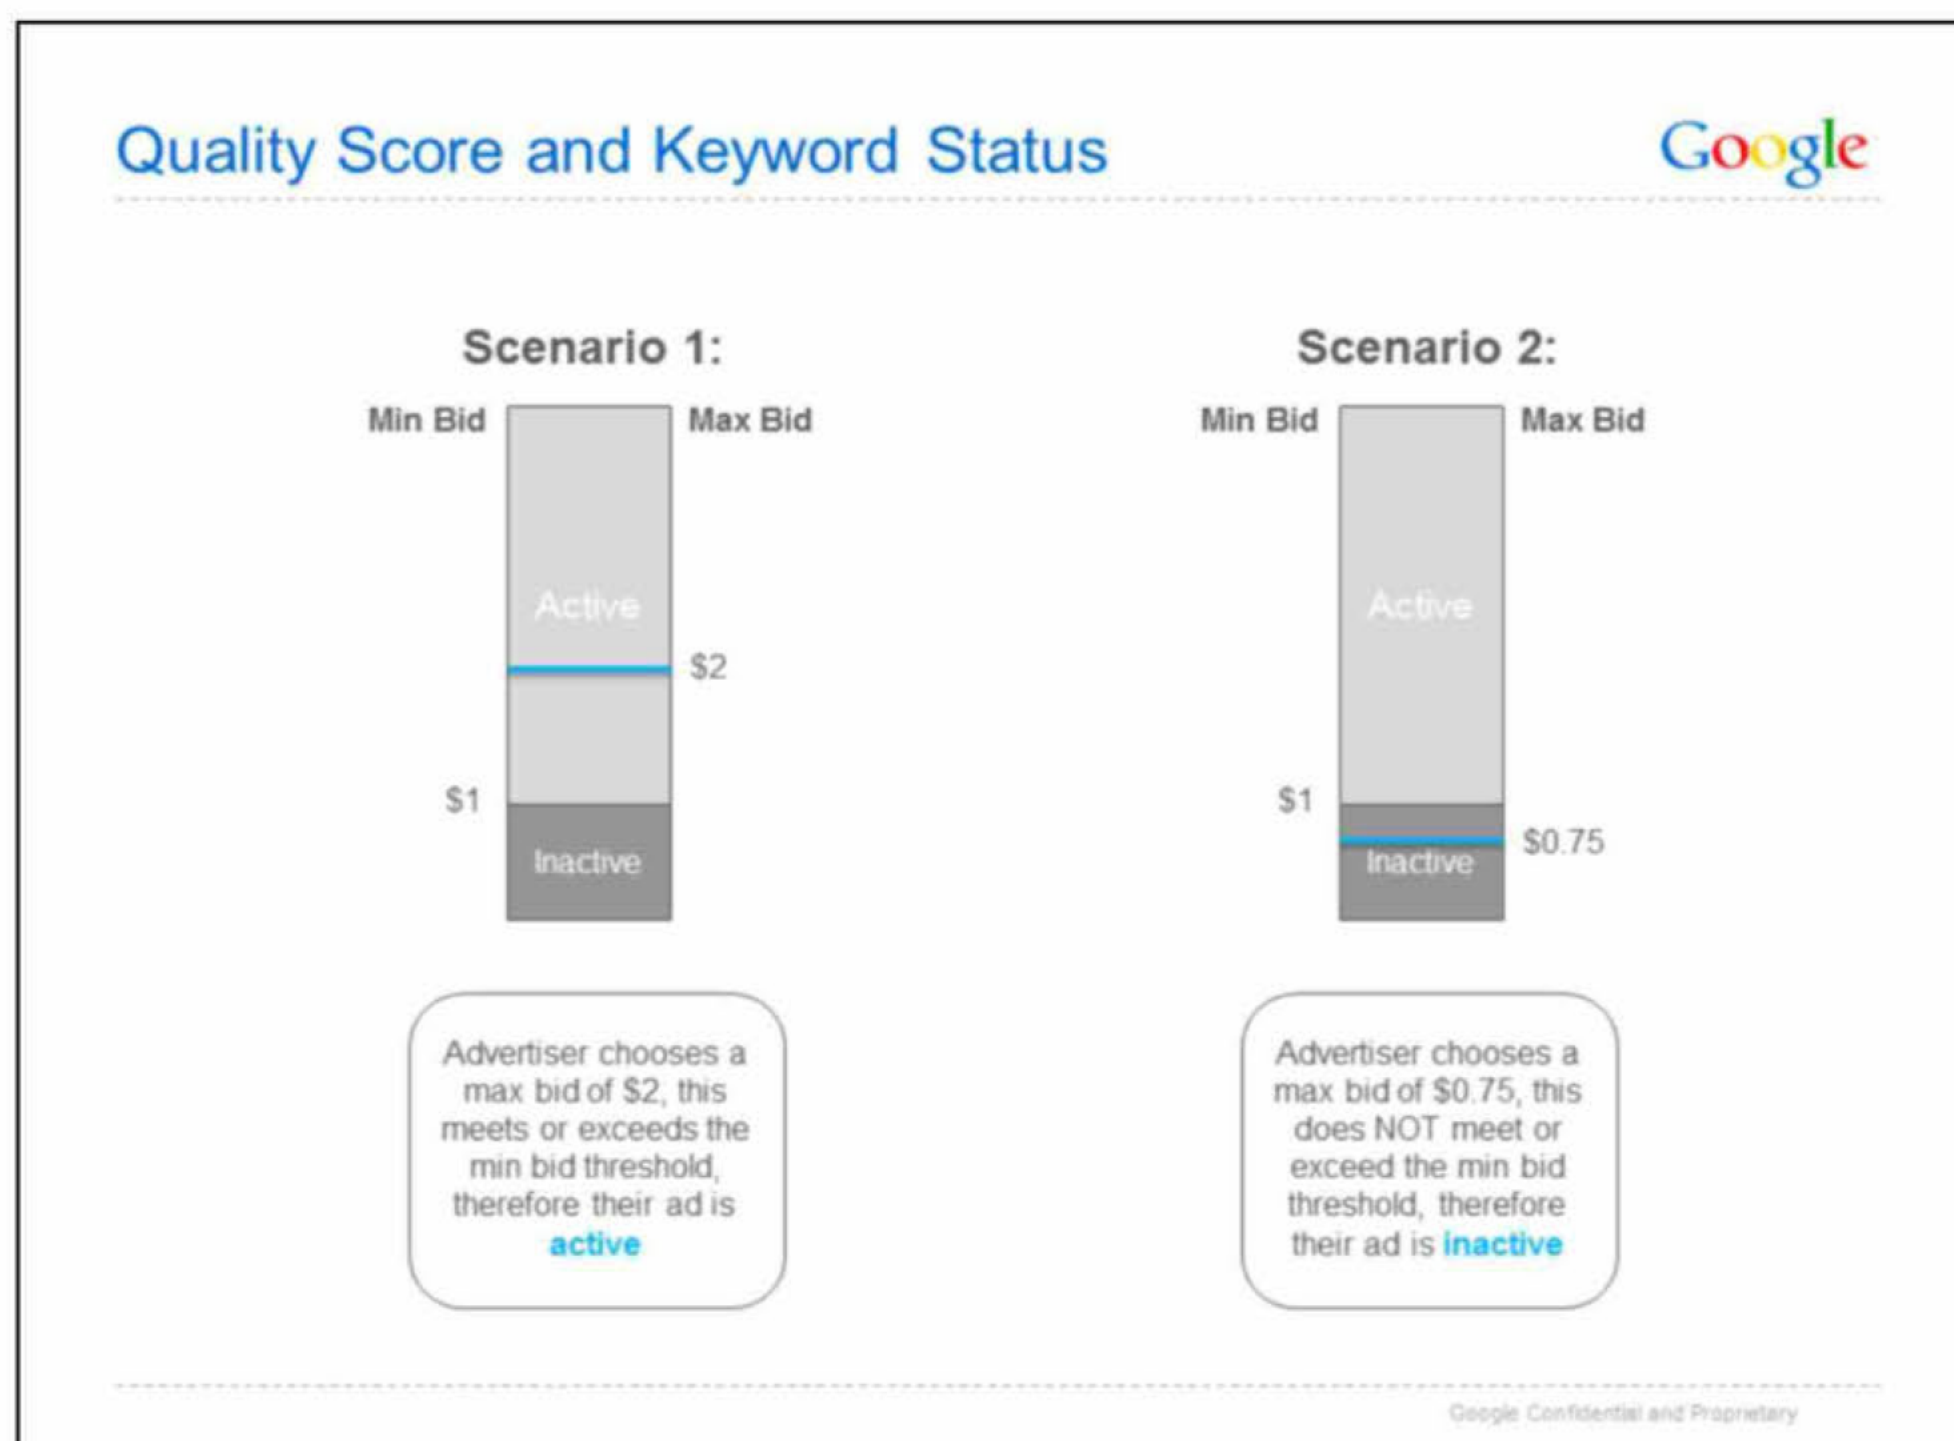 Quality Score and Keyword Status
Google
Scenario 1:
Min Bid
Max Bid
Active
$2
$1
Inactive
Advertiser chooses a
max bid of $2, this
meets or exceeds the
min bid threshold,
therefore their ad is
active
Scenario 2:
Min Bid
Max Bid
Active
$1
$0.75
Inactive
Advertiser chooses a
max bid of $0.75, this
does NOT meet or
exceed the min bid
threshold, therefore
their ad is inactive
Google Confidential and Proprietary